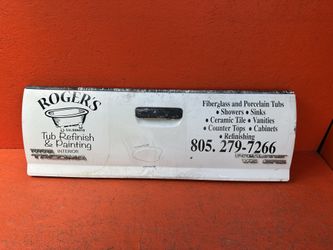 ROGER'S
Tub Refinish
& Painting
INTERIOR
Fiberglass and Porcelain Tubs
• Showers • Sinks
• Ceramic Tile • Vanities
• Counter Tops • Cabinets
• Refinishing
805. 279-7266